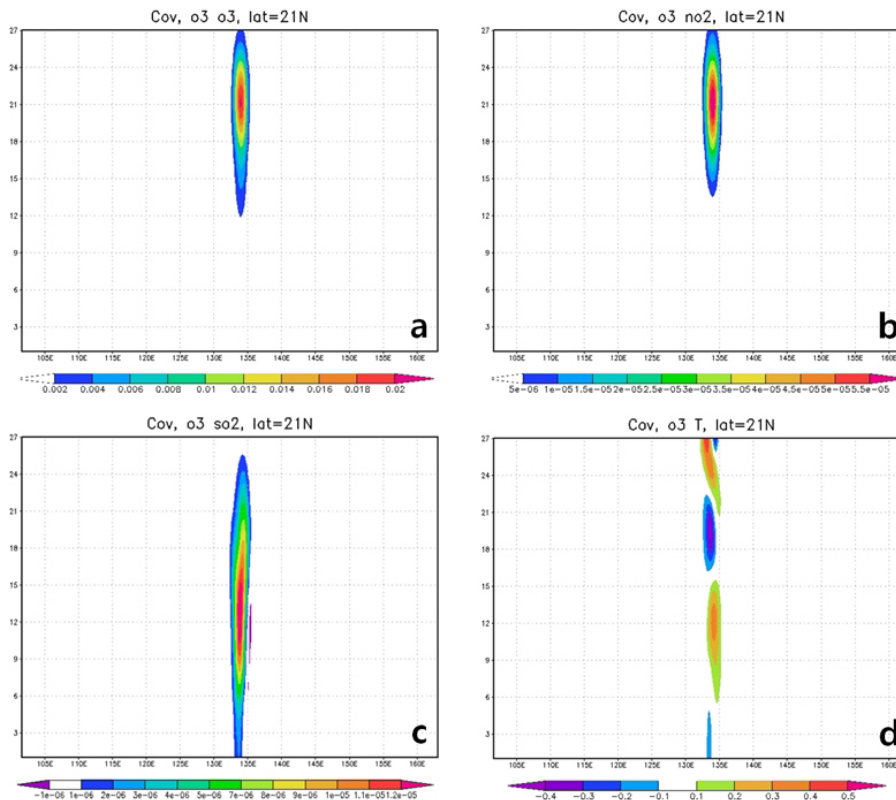 Cov, o3 o3, lat=21N
27
24
21
18
15
12
9
6
3
105E 110E 115E 120E 125E 130E 135E 140E 145E 150E 155E 160E
a
0.002 0.004 0.006 0.008 0.01 0.012 0.014 0.016 0.018 0.02
Cov, o3 no2, lat=21N
27
24
21
18
15
12
9
6
3
105E 110E 115E 120E 125E 130E 135E 140E 145E 150E 155E 160E
b
5e-06 1e-05 1.5e-05 2e-05 2.5e-05 3e-05 3.5e-05 4e-05 4.5e-05 5e-05 5.5e-05
Cov, o3 so2, lat=21N
27
24
21
18
15
12
9
6
3
105E 110E 115E 120E 125E 130E 135E 140E 145E 150E 155E 160E
c
-1e-06 1e-06 2e-06 3e-06 4e-06 5e-06 6e-06 7e-06 8e-06 9e-06 1e-05 1.1e-05 1.2e-05
Cov, o3 T, lat=21N
27
24
21
18
15
12
9
6
3
105E 110E 115E 120E 125E 130E 135E 140E 145E 150E 155E 160E
d
-0.4 -0.3 -0.2 -0.1 0.1 0.2 0.3 0.4 0.5